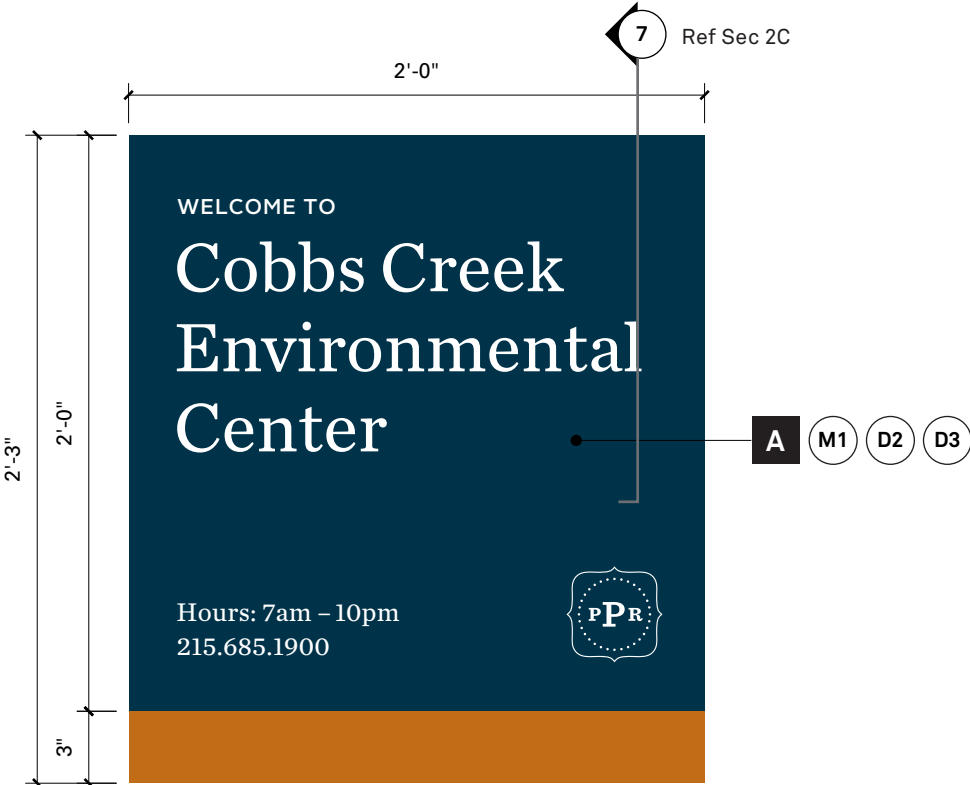 7 Ref Sec 2C
2'-0"
WELCOME TO
Cobbs Creek
Environmental
Center
2'-3"
2'-0"
A M1 D2 D3
Hours: 7am – 10pm
215.685.1900
PPR
3"